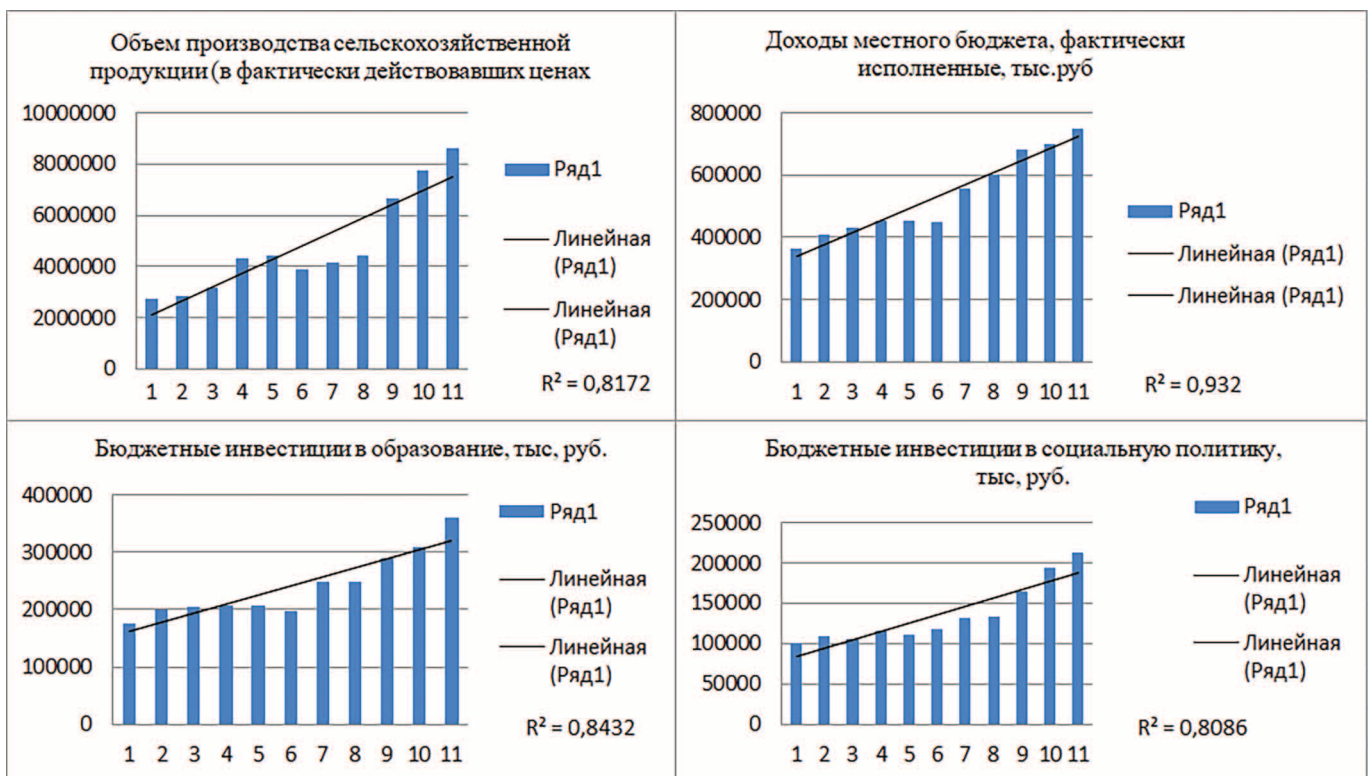 Объем производства сельскохозяйственной
продукции (в фактически действовавших ценах
10000000
8000000
6000000
4000000
2000000
0
1 2 3 4 5 6 7 8 9 10 11
Ряд1
Линейная
(Ряд1)
Линейная
(Ряд1)
R² = 0,8172
Доходы местного бюджета, фактически
исполненные, тыс.руб
800000
600000
400000
200000
0
1 2 3 4 5 6 7 8 9 10 11
Ряд1
Линейная (Ряд1)
Линейная (Ряд1)
R² = 0,932
Бюджетные инвестиции в образование, тыс, руб.
400000
300000
200000
100000
0
1 2 3 4 5 6 7 8 9 10 11
Ряд1
Линейная
(Ряд1)
Линейная
(Ряд1)
R² = 0,8432
Бюджетные инвестиции в социальную политику,
тыс, руб.
250000
200000
150000
100000
50000
0
1 2 3 4 5 6 7 8 9 10 11
Ряд1
Линейная
(Ряд1)
Линейная
(Ряд1)
R² = 0,8086